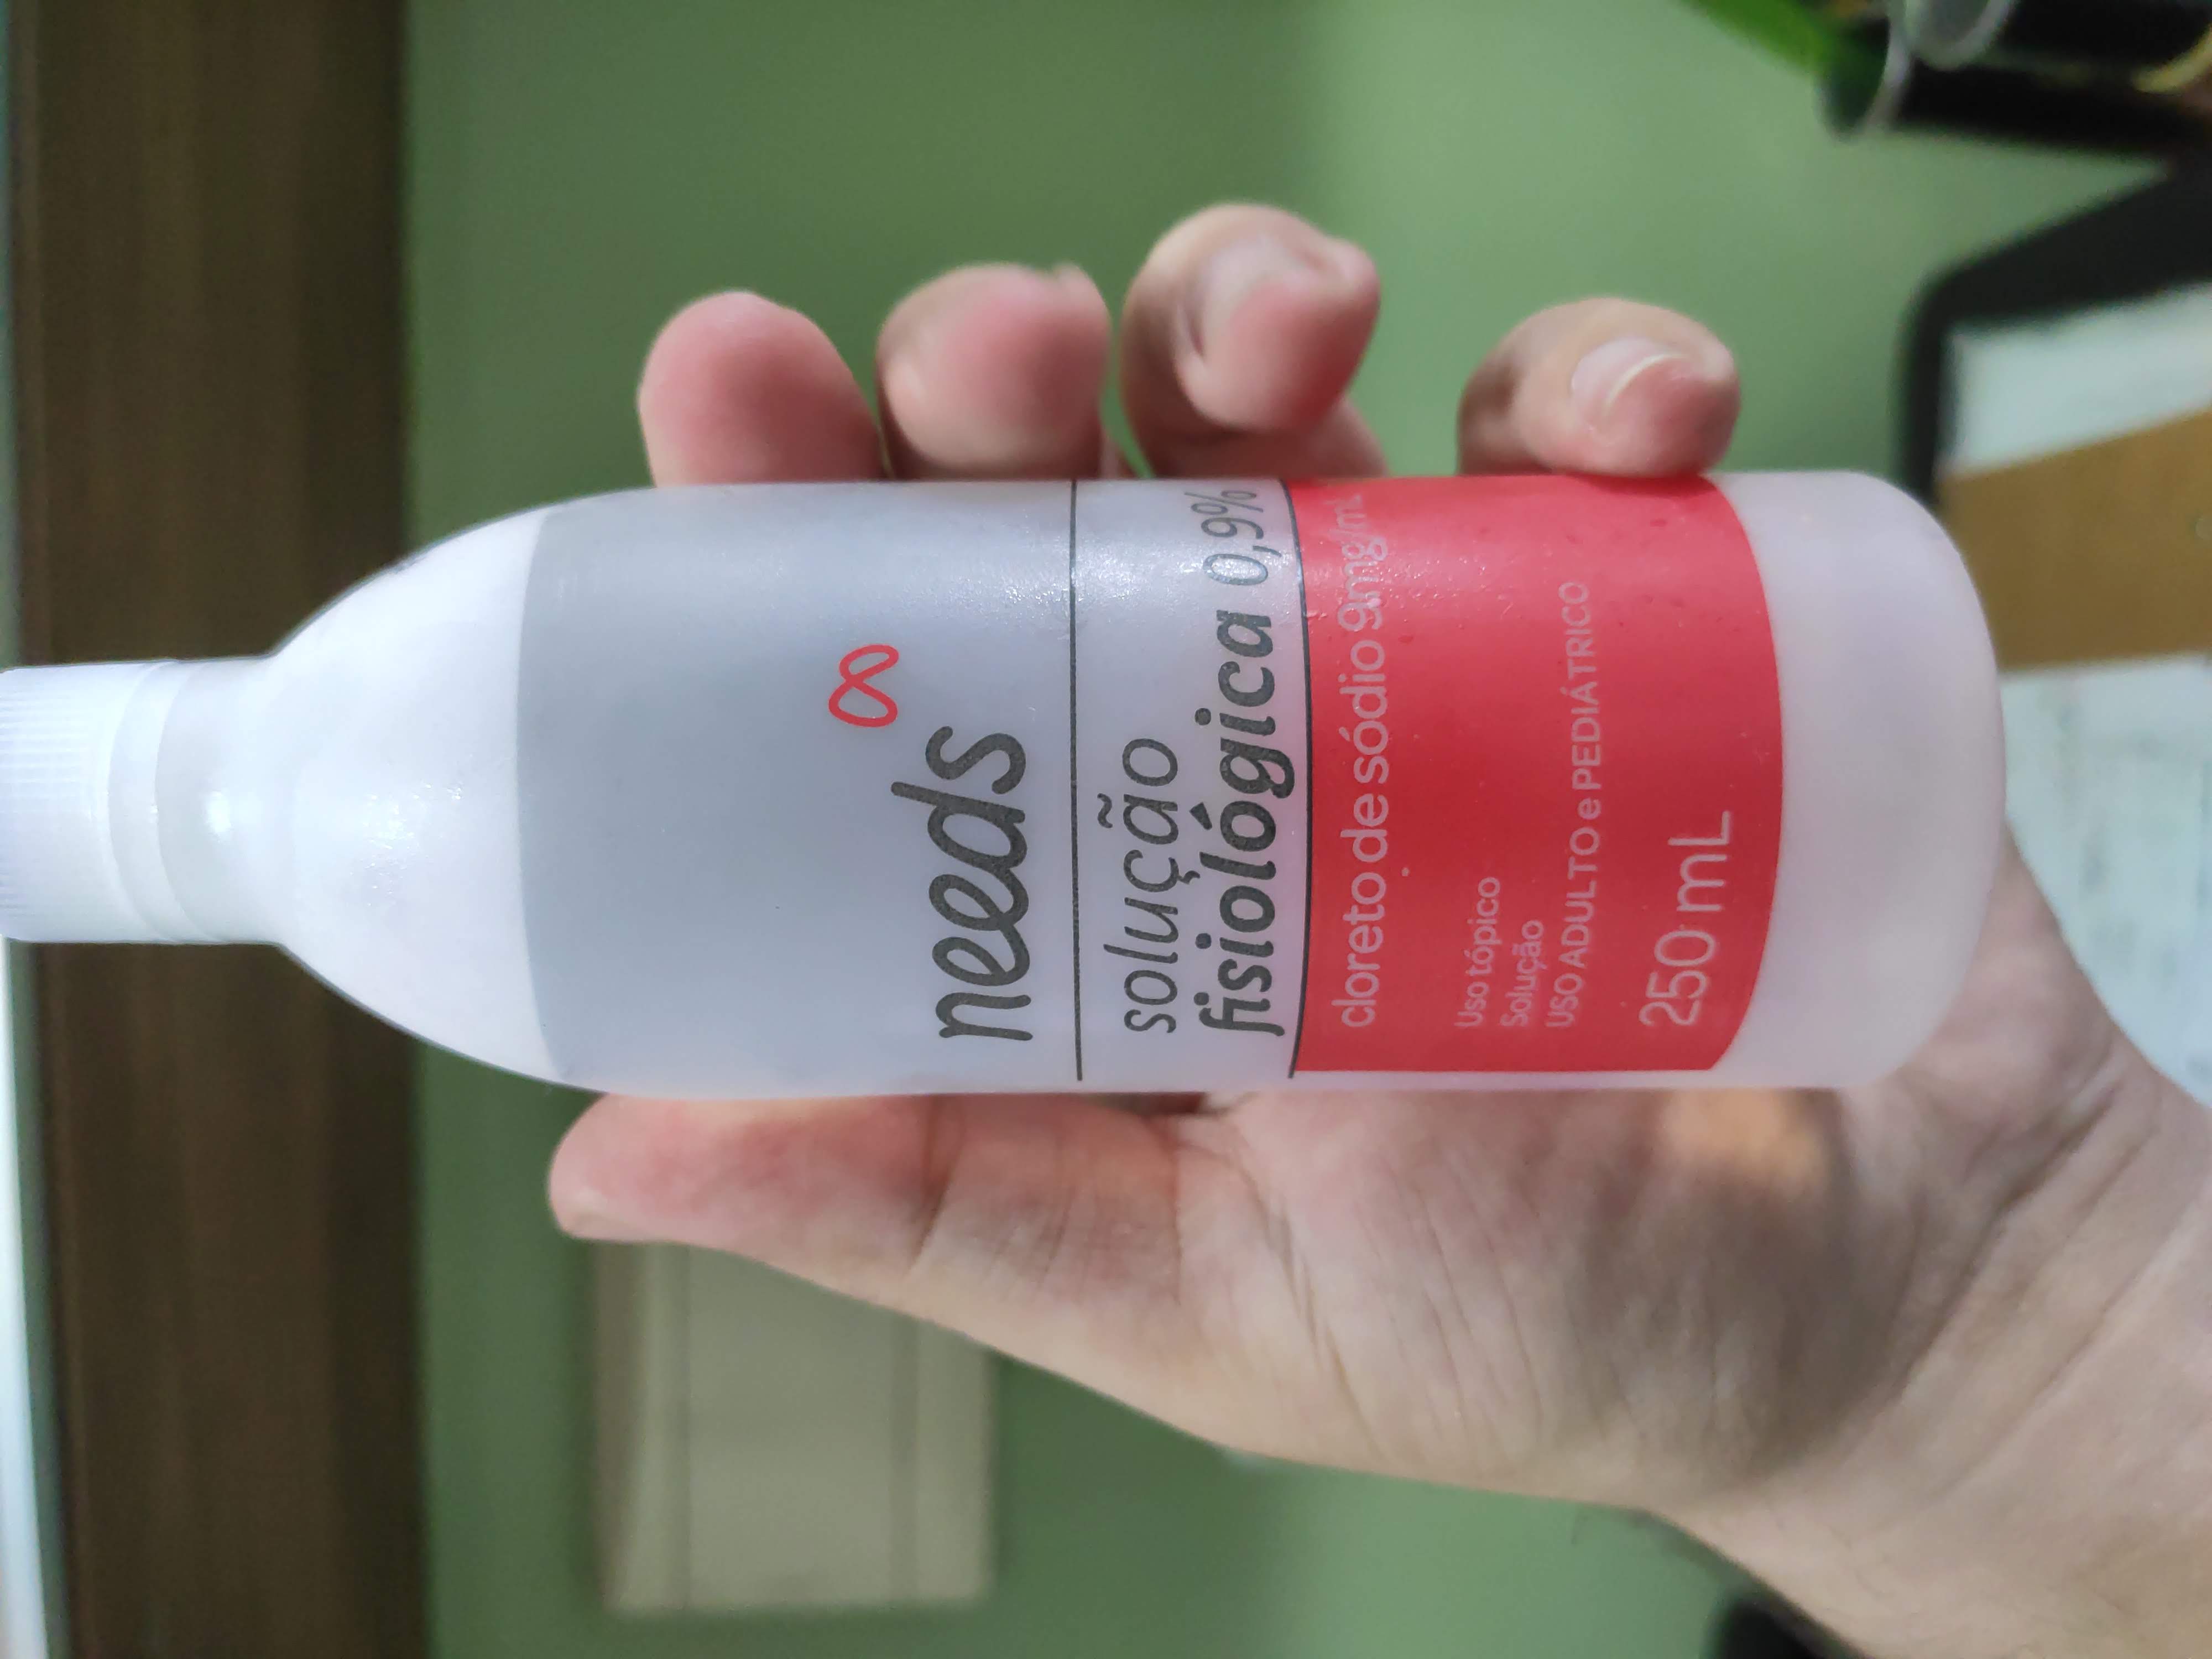 needs
solução
fisiológica 0,9%
cloreto de sódio 9mg/mL
Uso tópico
Solução
USO ADULTO e PEDIÁTRICO
250 mL